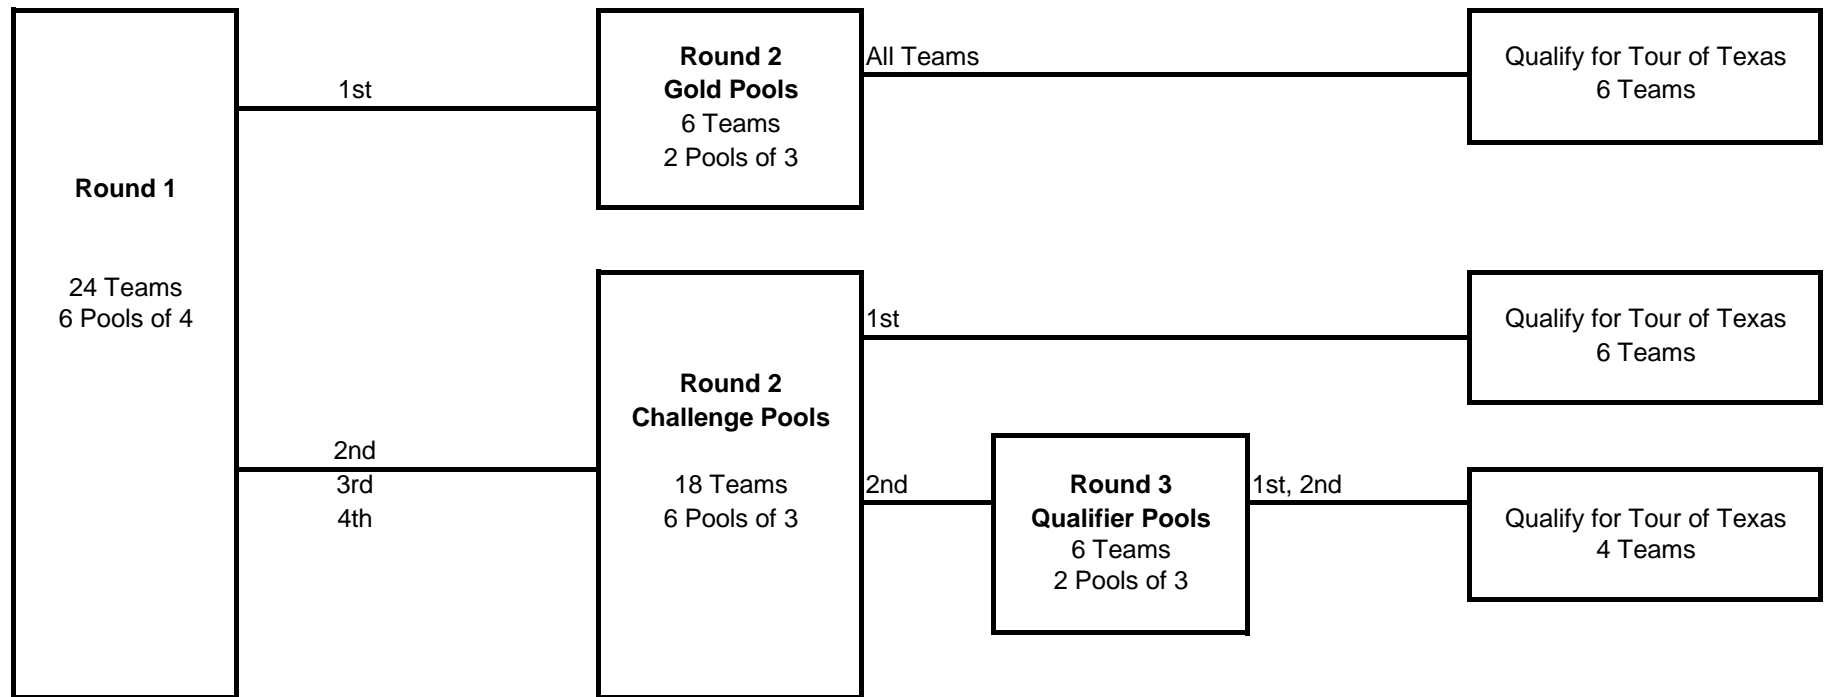 Round 1
24 Teams
6 Pools of 4
1st
2nd
3rd
4th
Round 2
Gold Pools
6 Teams
2 Pools of 3
All Teams
Qualify for Tour of Texas
6 Teams
Round 2
Challenge Pools
18 Teams
6 Pools of 3
1st
Qualify for Tour of Texas
6 Teams
2nd
Round 3
Qualifier Pools
6 Teams
2 Pools of 3
1st, 2nd
Qualify for Tour of Texas
4 Teams